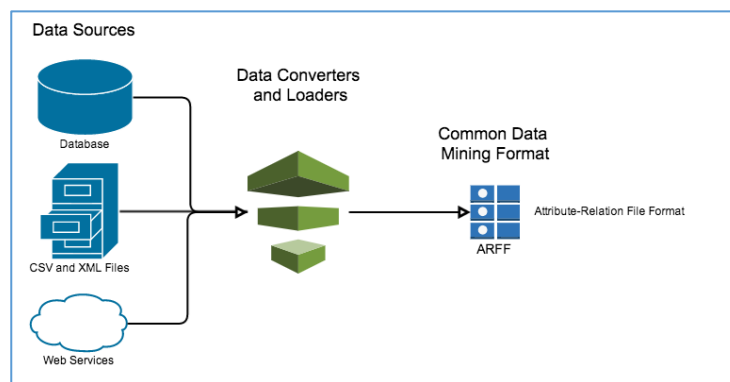 Data Sources
Database
CSV and XML Files
Web Services
Data Converters
and Loaders
Common Data
Mining Format
Attribute-Relation File Format
ARFF